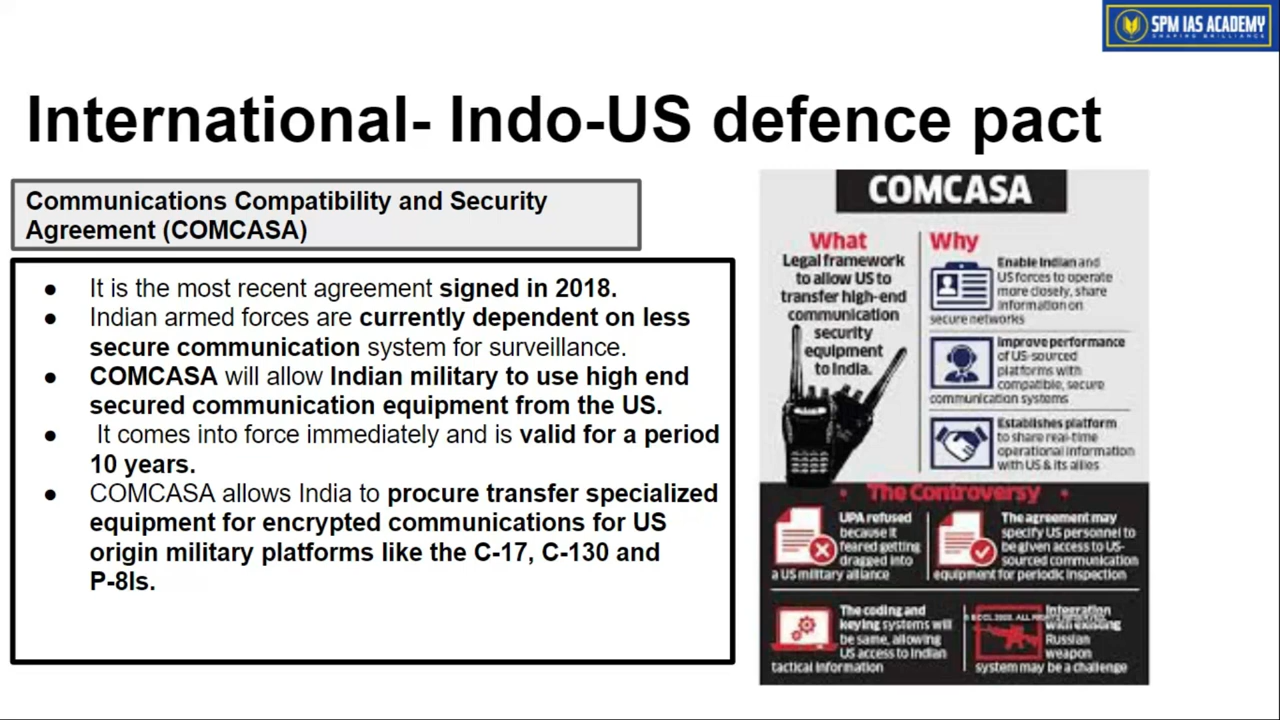 SPM IAS ACADEMY
SHAPING BRILLIANCE
International- Indo-US defence pact
Communications Compatibility and Security
Agreement (COMCASA)
● It is the most recent agreement signed in 2018.
● Indian armed forces are currently dependent on less
secure communication system for surveillance.
● COMCASA will allow Indian military to use high end
secured communication equipment from the US.
● It comes into force immediately and is valid for a period
10 years.
● COMCASA allows India to procure transfer specialized
equipment for encrypted communications for US
origin military platforms like the C-17, C-130 and
P-8Is.
COMCASA
What
Legal framework
to allow US to
transfer high-end
communication
security
equipment
to India.
Why
Enable Indian and
US forces to operate
more closely, share
information on
secure networks
Improve performance
of US-sourced
platforms with
compatible, secure
communication systems
Establishes platform
to share real-time
operational information
with US & its allies
The Controversy
UPA refused
because it
feared getting
dragged into
a US military alliance
The agreement may
specify US personnel to
be given access to US-
sourced communication
equipment for periodic inspection
The coding and
keying systems will
be same, allowing
US access to Indian
tactical information
Integration
with existing
Russian
weapon
system may be a challenge